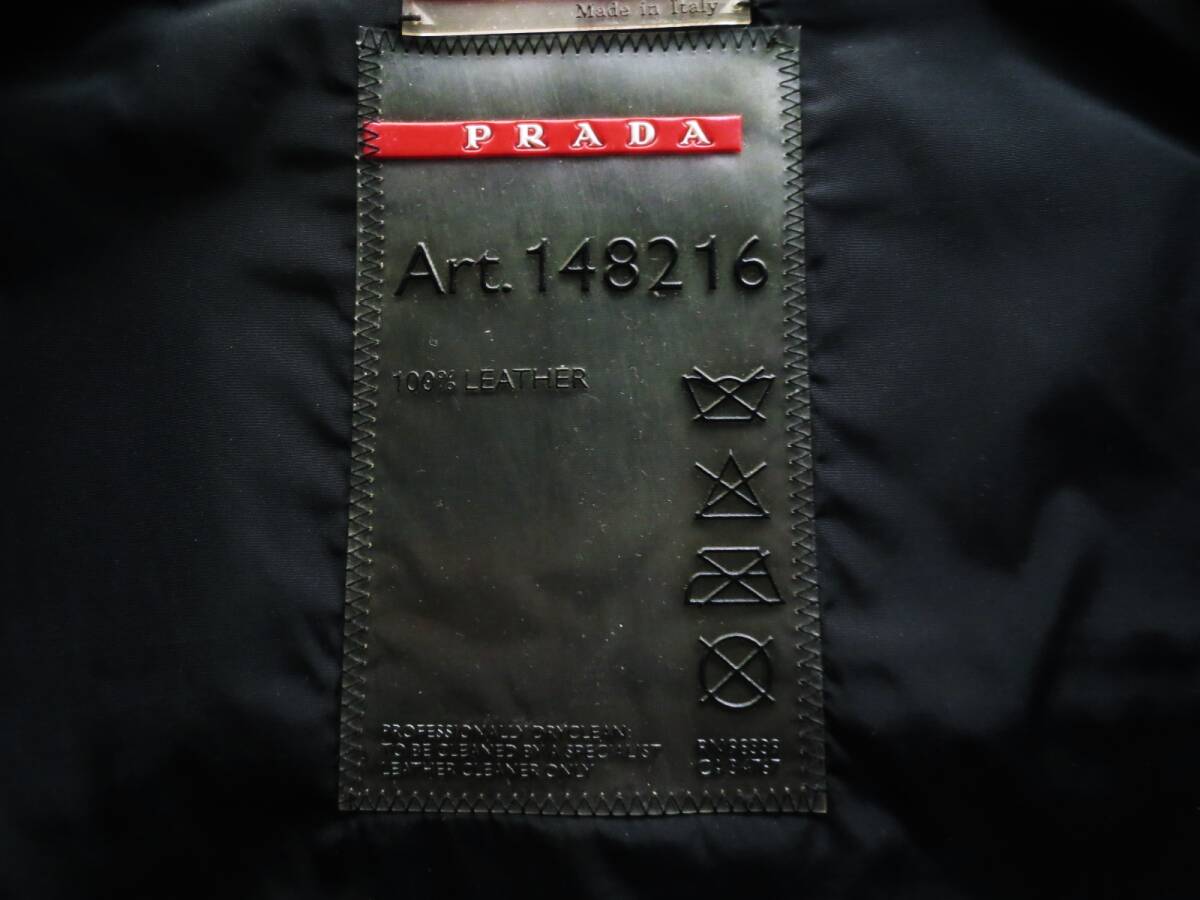 Made in Italy
PRADA
Art. 148216
100% LEATHER
PROFESSIONALLY DRYCLEAN:
TO BE CLEANED BY A SPECIALIST
LEATHER CLEANER ONLY